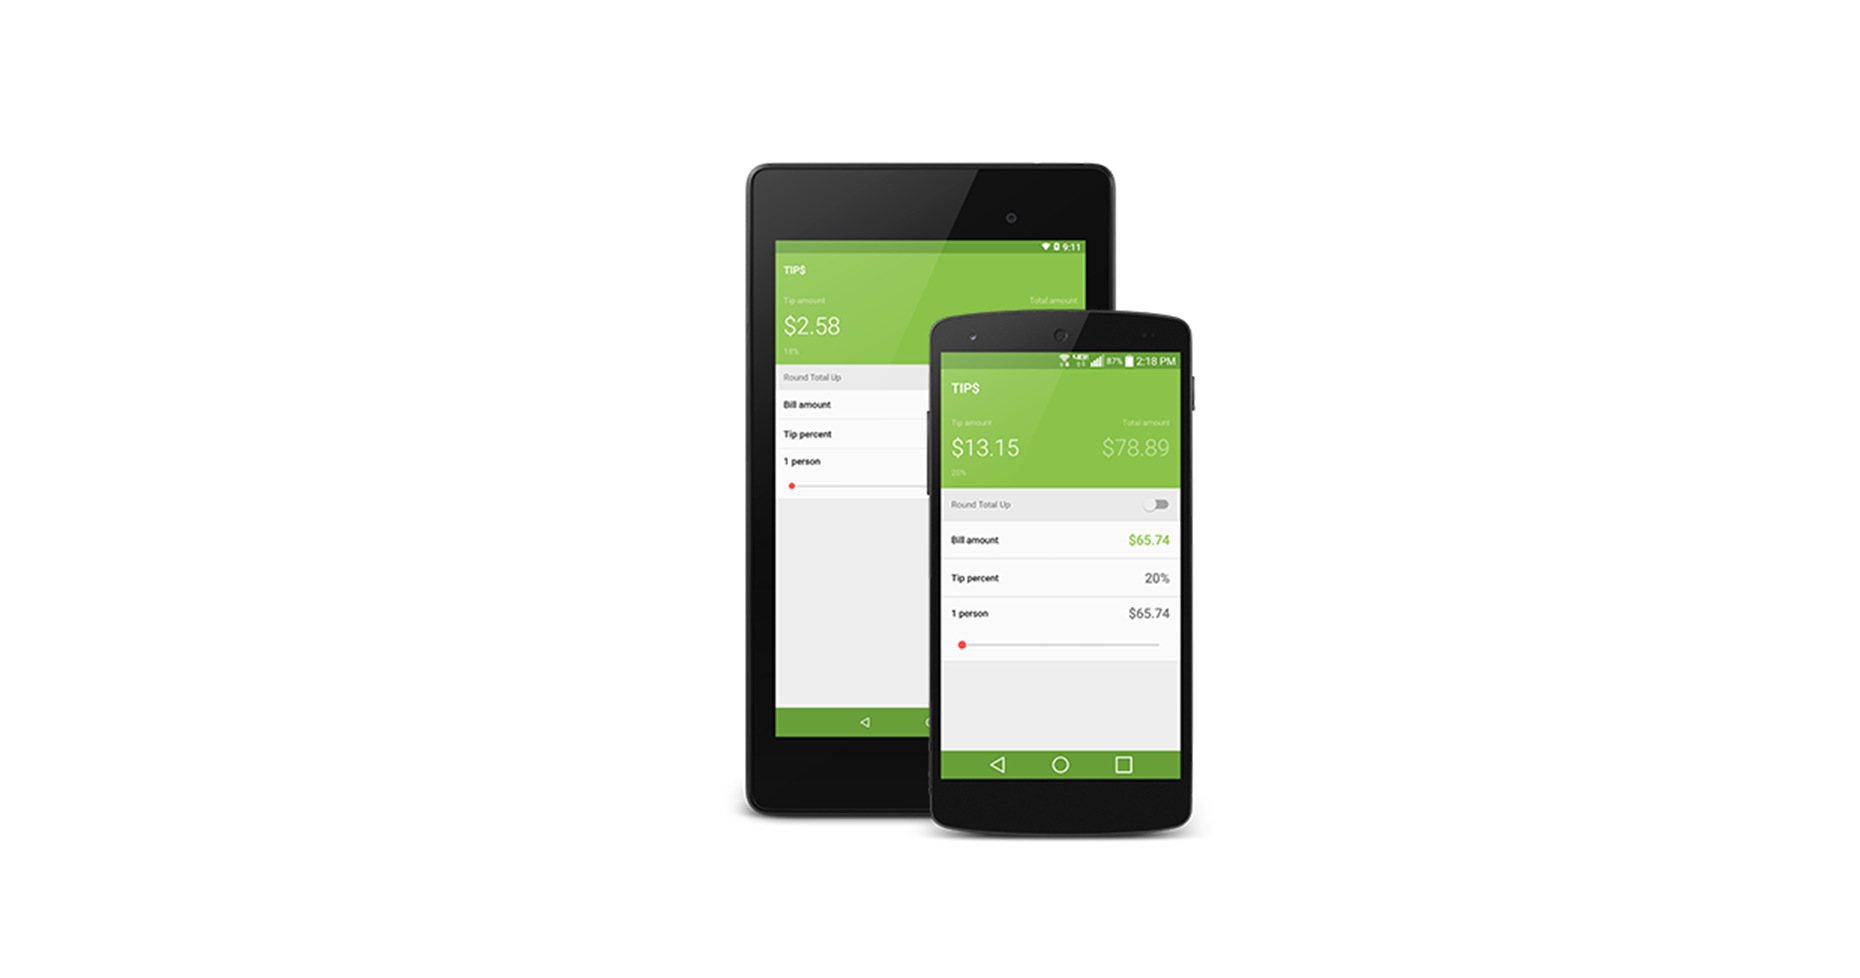 9:11
TIP$
Tip amount Total amount
$2.58
18%
Round Total Up
Bill amount
Tip percent
1 person
87% 2:18 PM
TIP$
Tip amount Total amount
$13.15 $78.89
20%
Round Total Up
Bill amount $65.74
Tip percent 20%
1 person $65.74